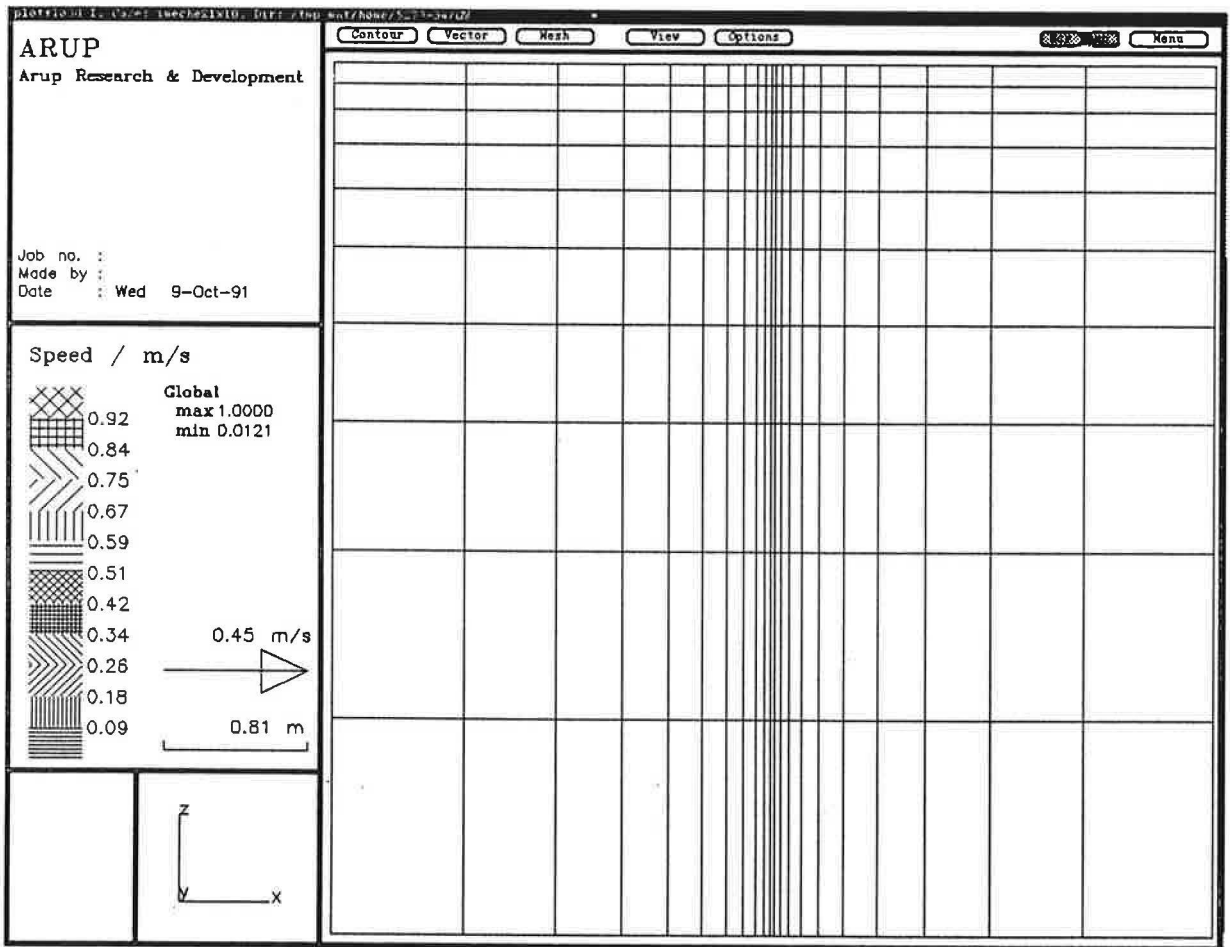 ARUP
Arup Research & Development
Job no. :
Made by :
Date : Wed 9-Oct-91
Contour Vector Mesh View Options Menu
Speed / m/s
Global
max 1.0000
min 0.0121
0.92
0.84
0.75
0.67
0.59
0.51
0.42
0.34
0.26
0.18
0.09
0.45 m/s
0.81 m
Z
Y
X